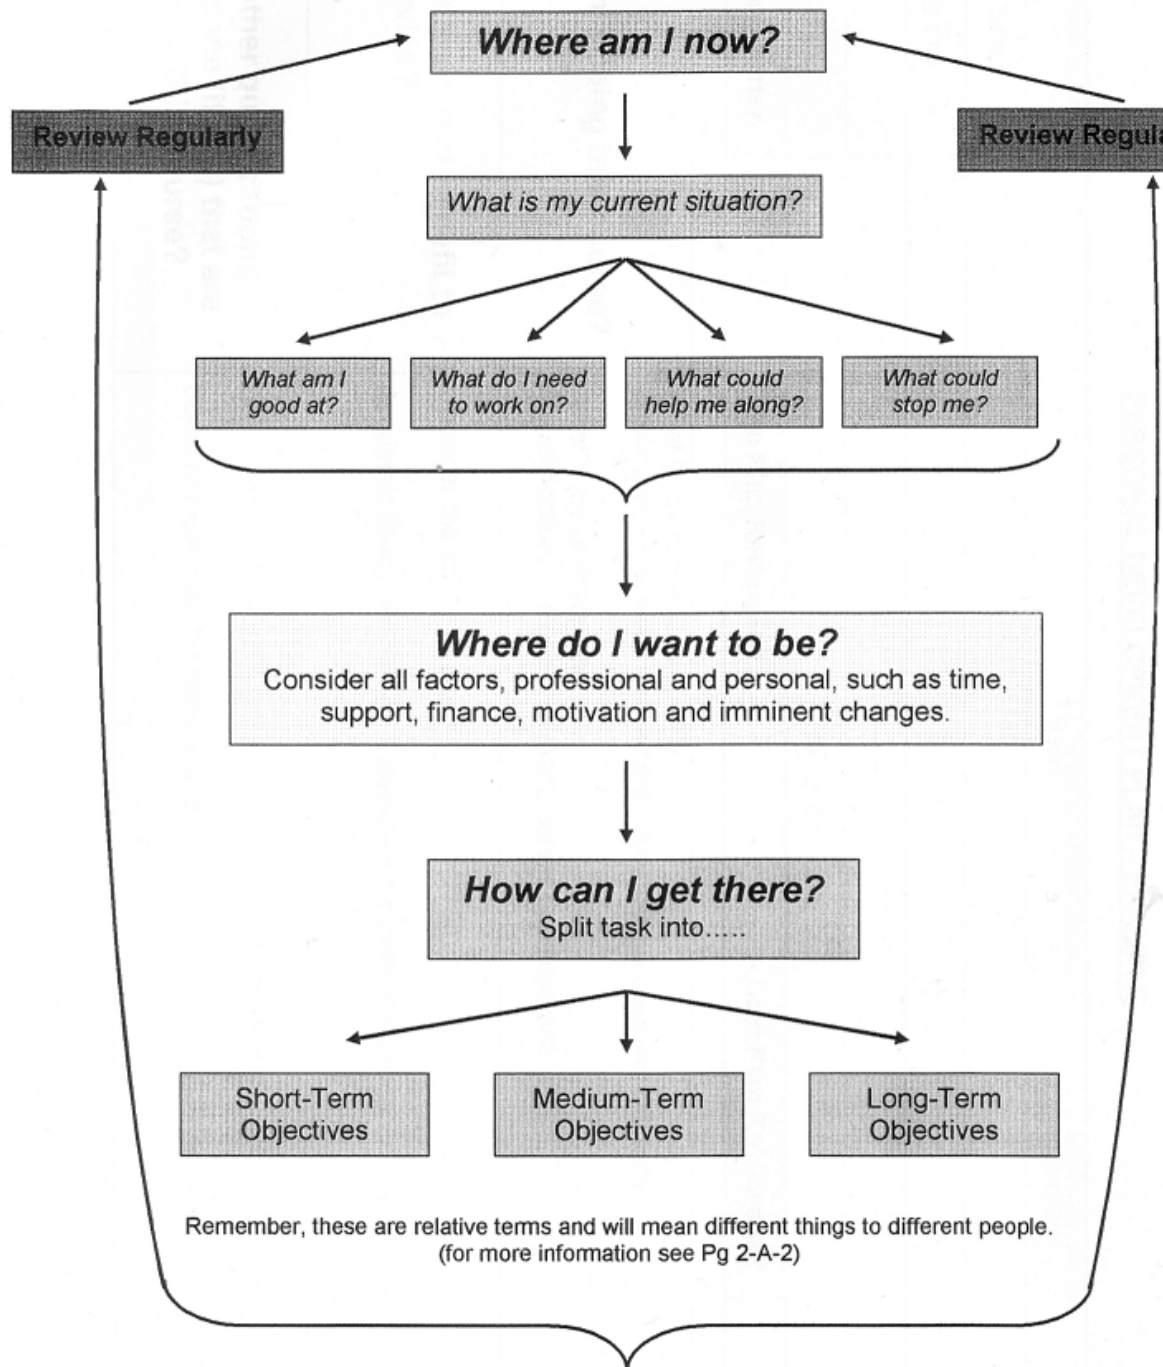 Where am I now?
Review Regularly
Review Regula
What is my current situation?
What am I
good at?
What do I need
to work on?
What could
help me along?
What could
stop me?
Where do I want to be?
Consider all factors, professional and personal, such as time,
support, finance, motivation and imminent changes.
How can I get there?
Split task into.....
Short-Term
Objectives
Medium-Term
Objectives
Long-Term
Objectives
Remember, these are relative terms and will mean different things to different people.
(for more information see Pg 2-A-2)